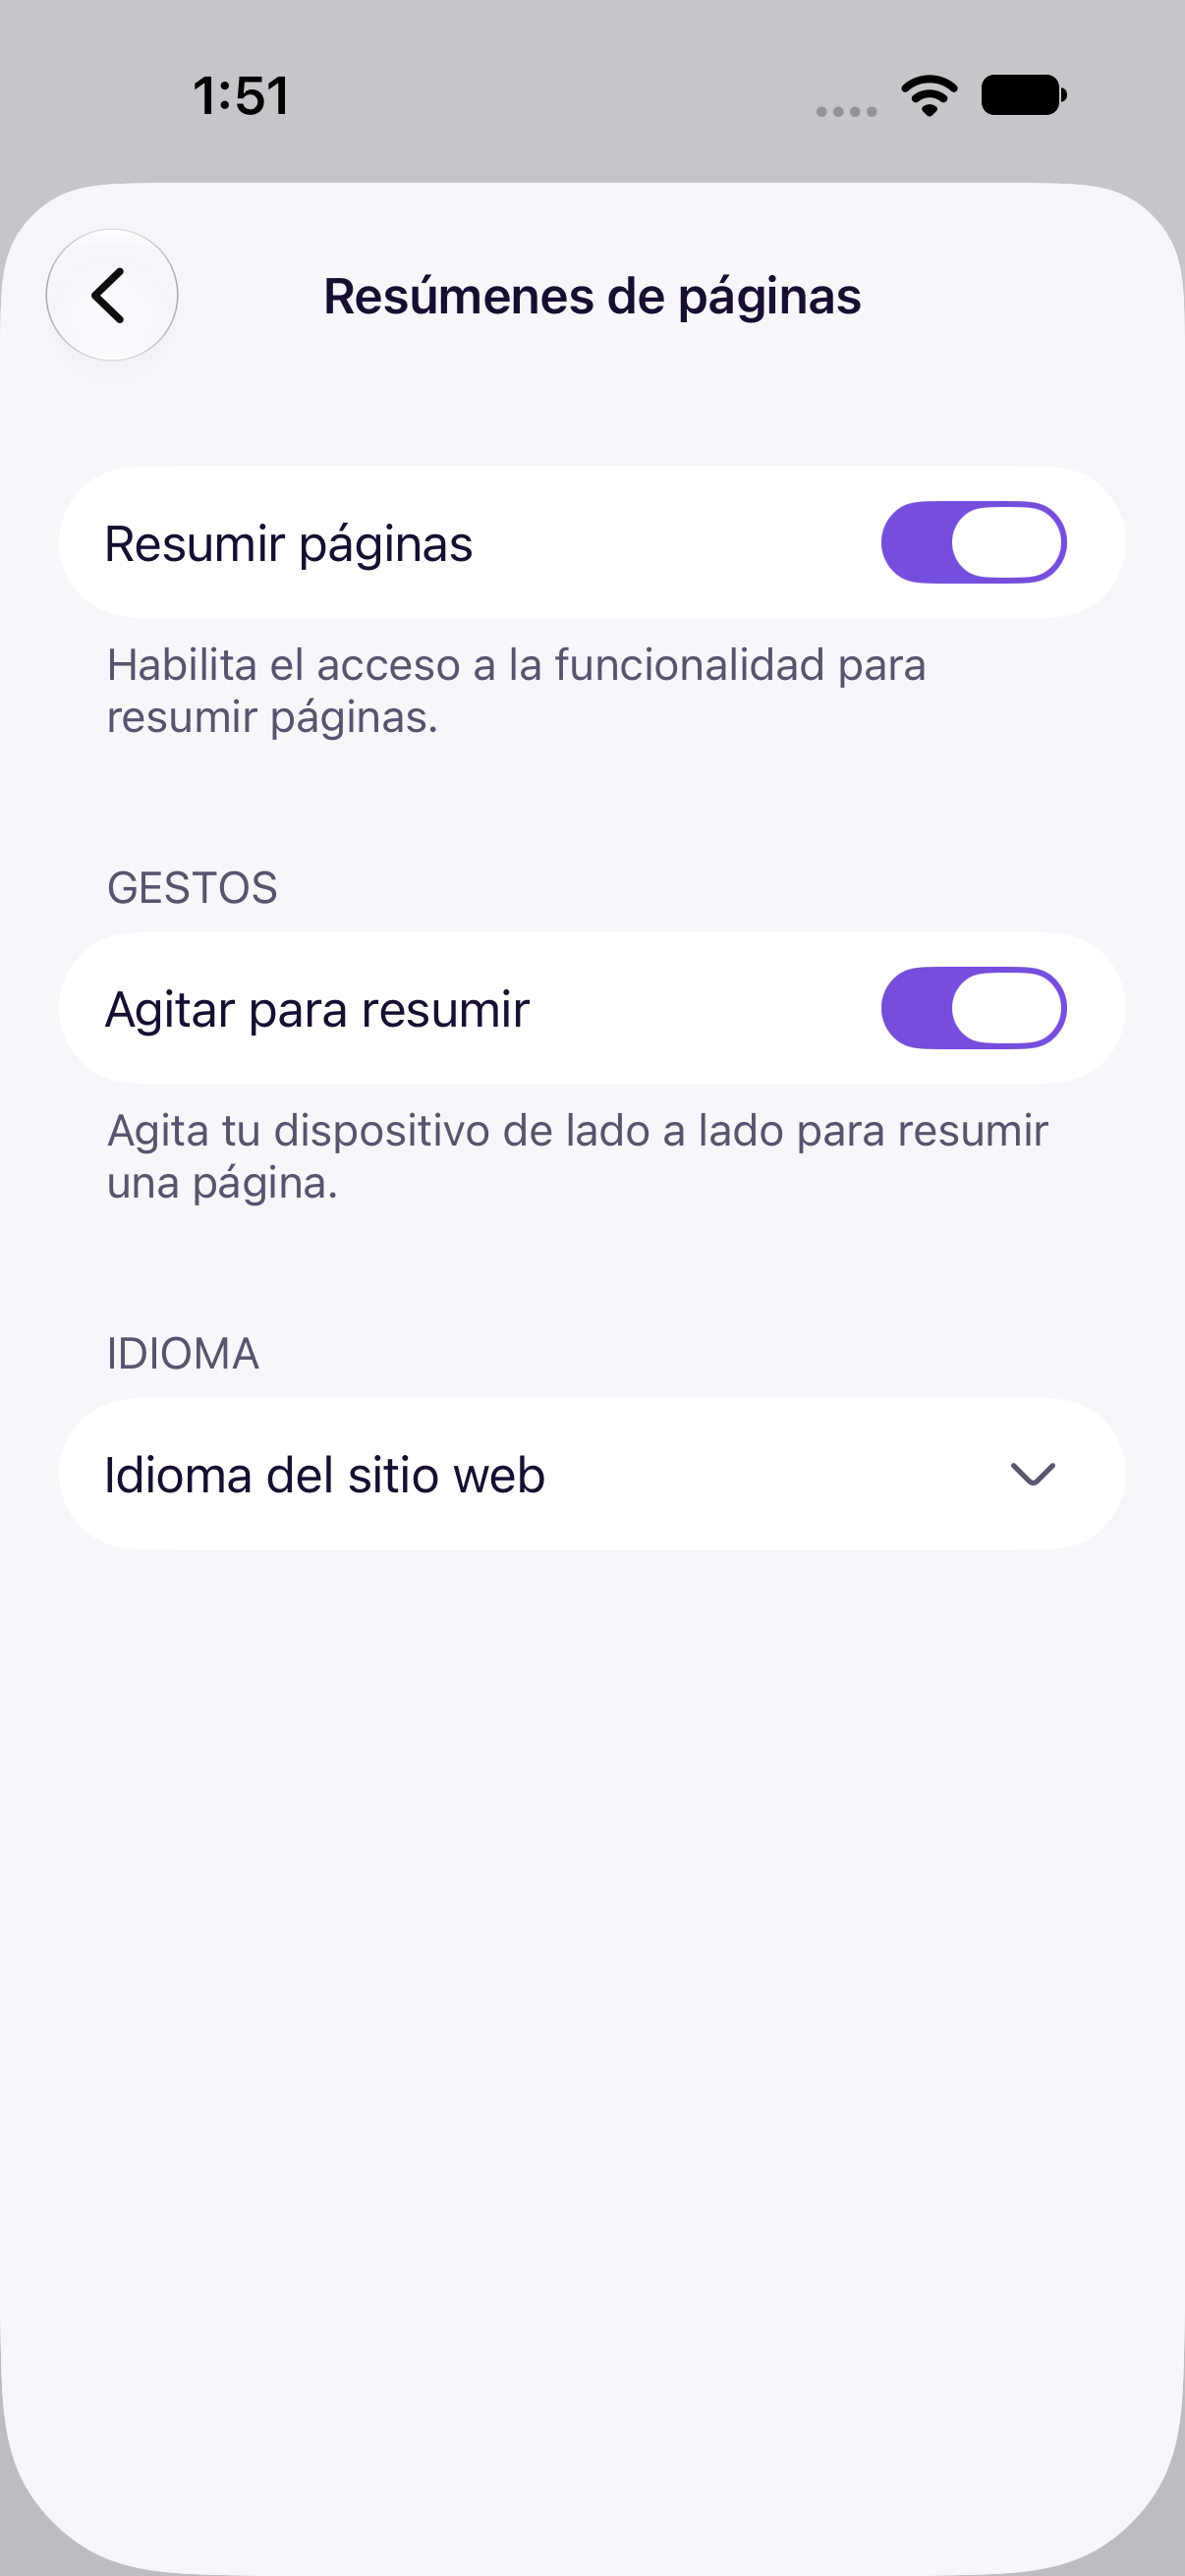 1:51
Resúmenes de páginas
Resumir páginas
Habilita el acceso a la funcionalidad para
resumir páginas.
GESTOS
Agitar para resumir
Agita tu dispositivo de lado a lado para resumir
una página.
IDIOMA
Idioma del sitio web